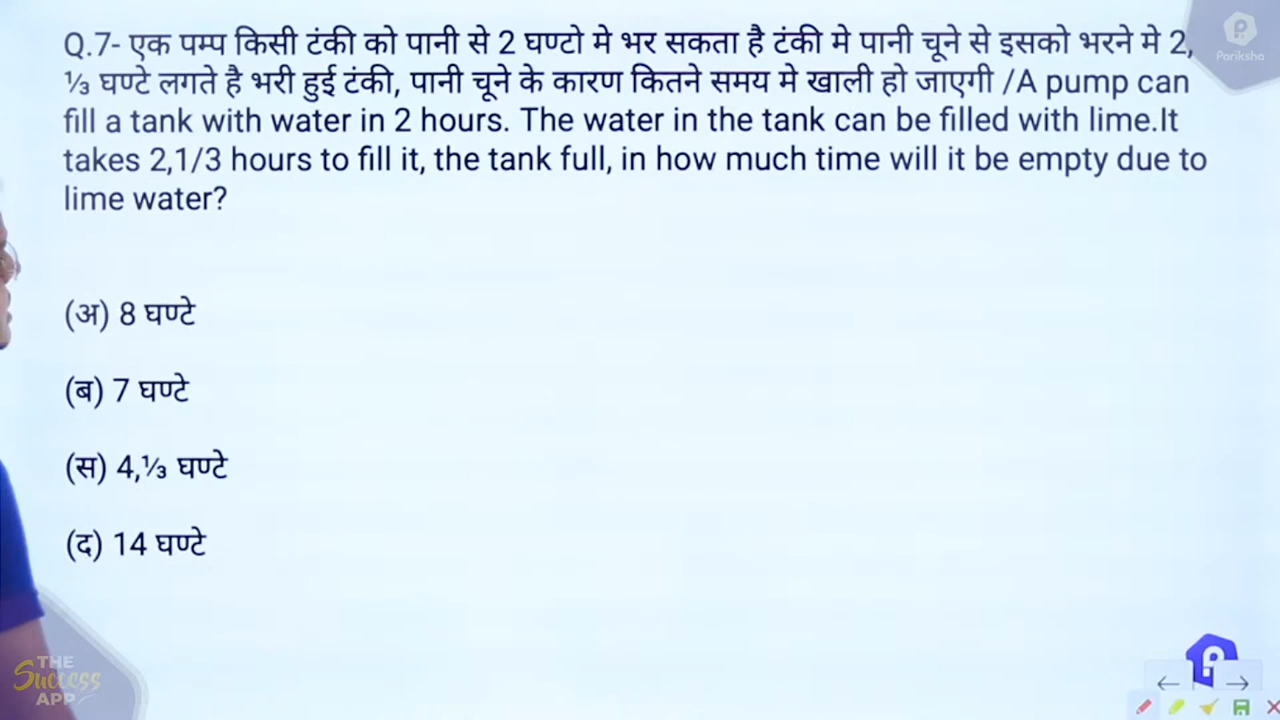 Pariksha
Q.7- एक पम्प किसी टंकी को पानी से 2 घण्टो मे भर सकता है टंकी मे पानी चूने से इसको भरने मे 2,
⅓ घण्टे लगते है भरी हुई टंकी, पानी चूने के कारण कितने समय मे खाली हो जाएगी /A pump can
fill a tank with water in 2 hours. The water in the tank can be filled with lime.It
takes 2,1/3 hours to fill it, the tank full, in how much time will it be empty due to
lime water?
(अ) 8 घण्टे
(ब) 7 घण्टे
(स) 4,⅓ घण्टे
(द) 14 घण्टे
THE
Success
APP